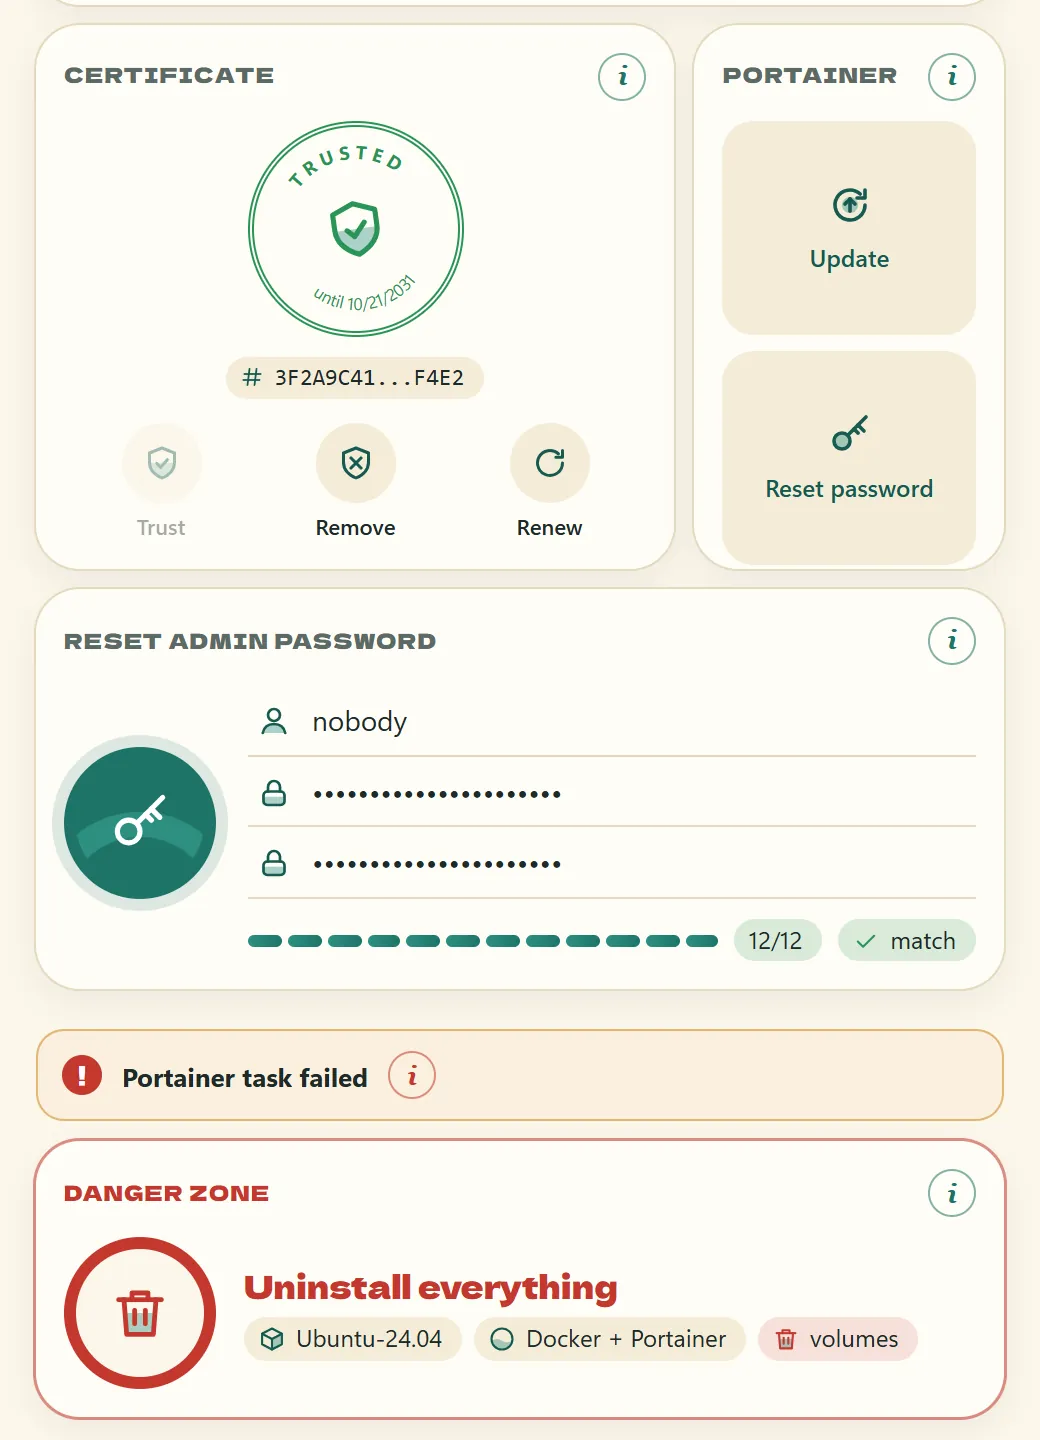 CERTIFICATE
i
TRUSTED
until 10/21/2031
# 3F2A9C41...F4E2
Trust
Remove
Renew
PORTAINER
i
Update
Reset password
RESET ADMIN PASSWORD
i
nobody
••••••••••••••••••••••
••••••••••••••••••••••
12/12
match
! Portainer task failed i
DANGER ZONE
i
Uninstall everything
Ubuntu-24.04
Docker + Portainer
volumes